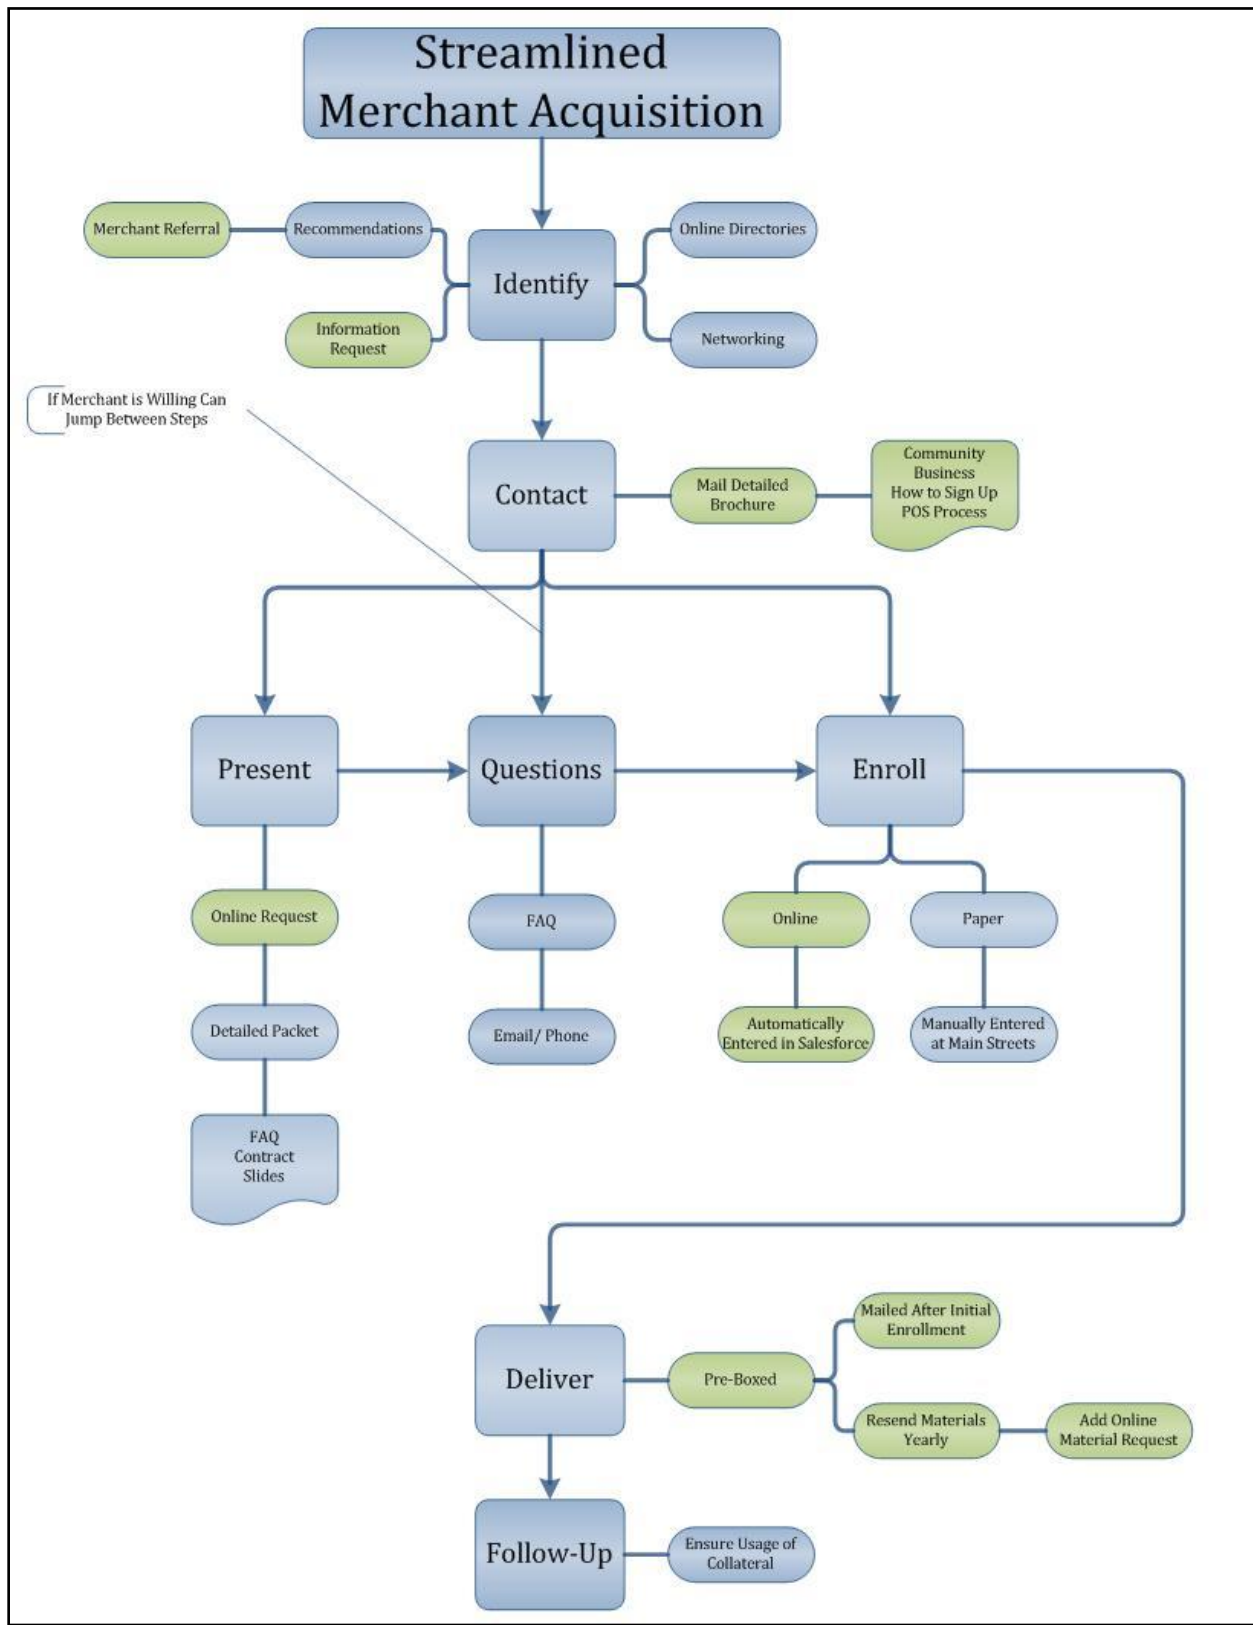 Streamlined
Merchant Acquisition
Merchant Referral
Recommendations
Online Directories
Identify
Information
Request
Networking
If Merchant is Willing Can
Jump Between Steps
Contact
Mail Detailed
Brochure
Community
Business
How to Sign Up
POS Process
Present
Questions
Enroll
Online Request
FAQ
Online
Paper
Detailed Packet
Email/ Phone
Automatically
Entered in Salesforce
Manually Entered
at Main Streets
FAQ
Contract
Slides
Mailed After Initial
Enrollment
Deliver
Pre-Boxed
Resend Materials
Yearly
Add Online
Material Request
Follow-Up
Ensure Usage of
Collateral